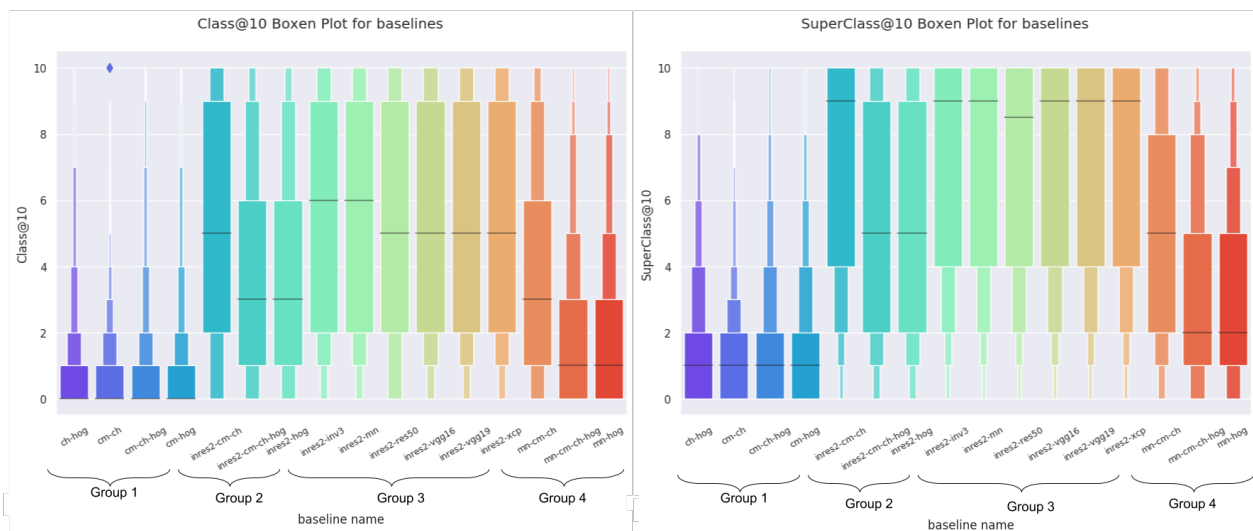 Class@10 Boxen Plot for baselines
10
8
6
4
2
0
Class@10
ch-hog
cm-ch
cm-ch-hog
cm-hog
inres2-cm-ch
inres2-cm-ch-hog
inres2-hog
inres2-inv3
inres2-mn
inres2-res50
inres2-vgg16
inres2-vgg19
inres2-xcp
mn-cm-ch
mn-cm-ch-hog
mn-hog
Group 1
Group 2
Group 3
Group 4
baseline name
SuperClass@10 Boxen Plot for baselines
10
8
6
4
2
0
SuperClass@10
ch-hog
cm-ch
cm-ch-hog
cm-hog
inres2-cm-ch
inres2-cm-ch-hog
inres2-hog
inres2-inv3
inres2-mn
inres2-res50
inres2-vgg16
inres2-vgg19
inres2-xcp
mn-cm-ch
mn-cm-ch-hog
mn-hog
Group 1
Group 2
Group 3
Group 4
baseline name